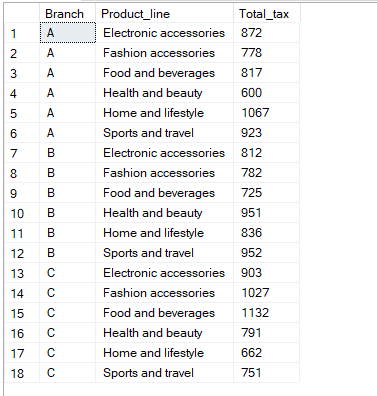 Branch Product_line Total_tax
1 A Electronic accessories 872
2 A Fashion accessories 778
3 A Food and beverages 817
4 A Health and beauty 600
5 A Home and lifestyle 1067
6 A Sports and travel 923
7 B Electronic accessories 812
8 B Fashion accessories 782
9 B Food and beverages 725
10 B Health and beauty 951
11 B Home and lifestyle 836
12 B Sports and travel 952
13 C Electronic accessories 903
14 C Fashion accessories 1027
15 C Food and beverages 1132
16 C Health and beauty 791
17 C Home and lifestyle 662
18 C Sports and travel 751